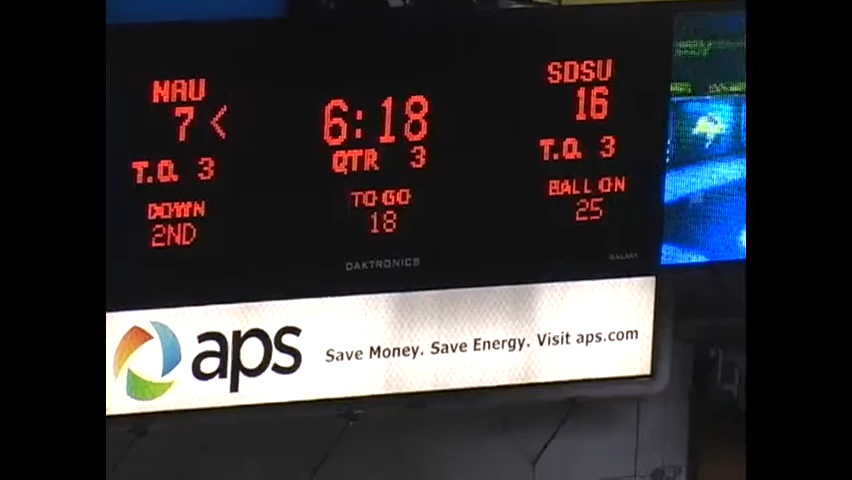 NAU
7 <
T.O. 3
DOWN
2ND
6:18
QTR 3
TO GO
18
SDSU
16
T.O. 3
BALL ON
25
DAKTRONICS
GALAXY
aps
Save Money. Save Energy. Visit aps.com